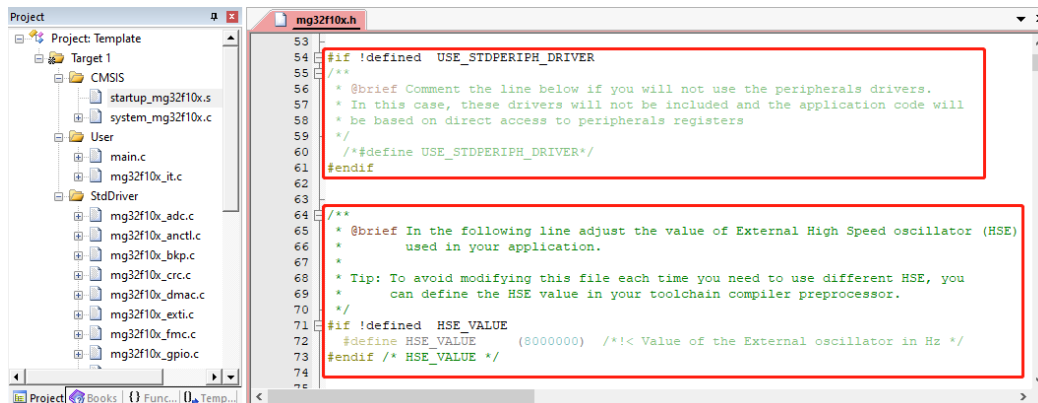 Project
Project: Template
Target 1
CMSIS
startup_mg32f10x.s
system_mg32f10x.c
User
main.c
mg32f10x_it.c
StdDriver
mg32f10x_adc.c
mg32f10x_anctl.c
mg32f10x_bkp.c
mg32f10x_crc.c
mg32f10x_dmac.c
mg32f10x_exti.c
mg32f10x_fmc.c
mg32f10x_gpio.c
Project Books {} Func... Temp...
mg32f10x.h
53
54 #if !defined  USE_STDPERIPH_DRIVER
55 /**
56  * @brief Comment the line below if you will not use the peripherals drivers.
57  * In this case, these drivers will not be included and the application code will
58  * be based on direct access to peripherals registers
59  */
60   /*#define USE_STDPERIPH_DRIVER*/
61 #endif
62
63
64 /**
65  * @brief In the following line adjust the value of External High Speed oscillator (HSE)
66  *        used in your application.
67  *
68  * Tip: To avoid modifying this file each time you need to use different HSE, you
69  *      can define the HSE value in your toolchain compiler preprocessor.
70  */
71 #if !defined  HSE_VALUE
72   #define HSE_VALUE     (8000000)  /*!< Value of the External oscillator in Hz */
73 #endif /* HSE_VALUE */
74
75